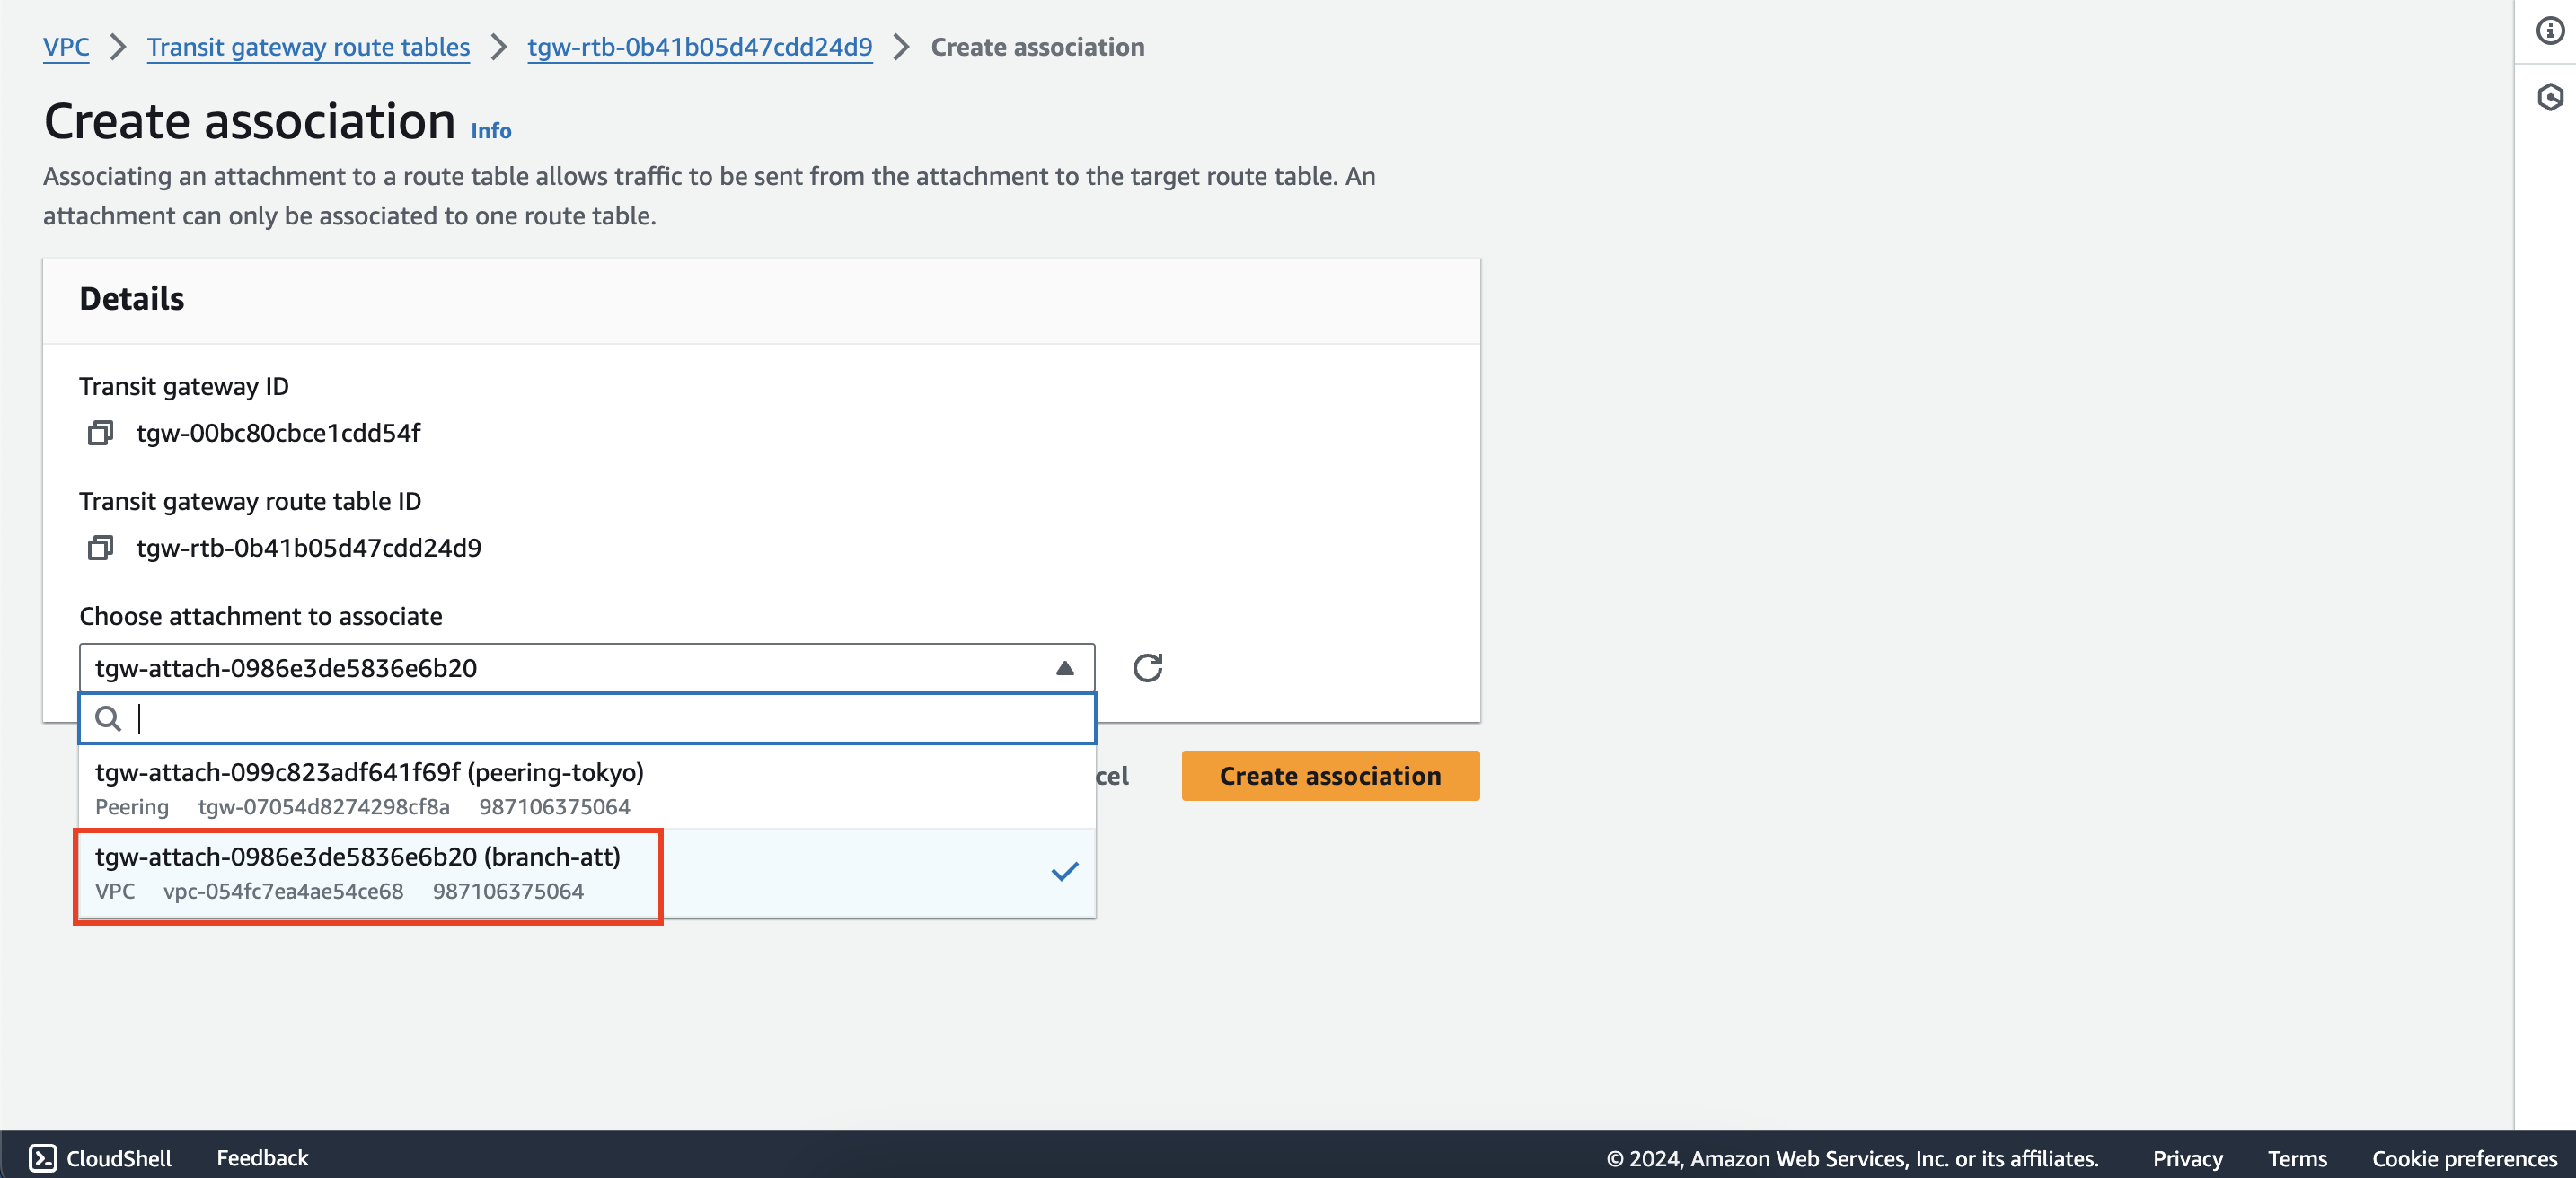 VPC > Transit gateway route tables > tgw-rtb-0b41b05d47cdd24d9 > Create association
Create association Info
Associating an attachment to a route table allows traffic to be sent from the attachment to the target route table. An
attachment can only be associated to one route table.
Details
Transit gateway ID
tgw-00bc80cbce1cdd54f
Transit gateway route table ID
tgw-rtb-0b41b05d47cdd24d9
Choose attachment to associate
tgw-attach-0986e3de5836e6b20
tgw-attach-099c823adf641f69f (peering-tokyo)
Peering tgw-07054d8274298cf8a 987106375064
cel
Create association
tgw-attach-0986e3de5836e6b20 (branch-att)
VPC vpc-054fc7ea4ae54ce68 987106375064
CloudShell Feedback © 2024, Amazon Web Services, Inc. or its affiliates. Privacy Terms Cookie preferences